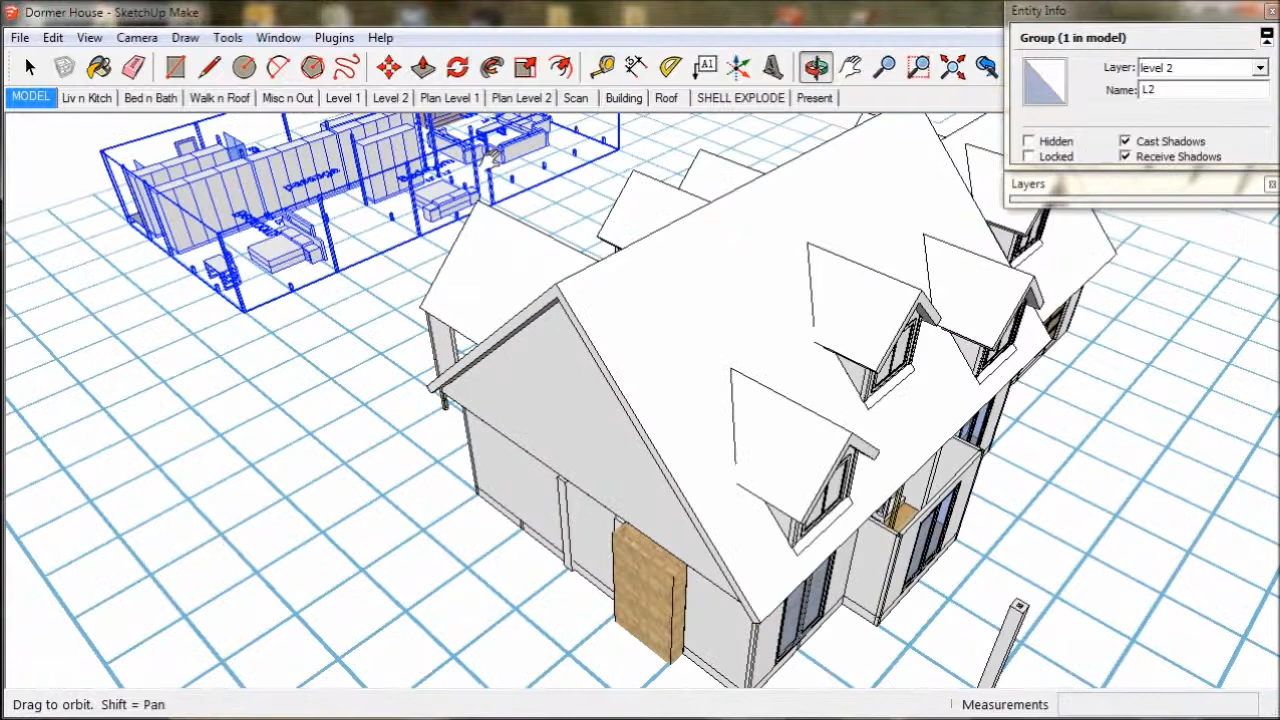 Dormer House - SketchUp Make
Entity Info
File Edit View Camera Draw Tools Window Plugins Help
Group (1 in model)
Layer: level 2
Name: L2
AI
MODEL Liv n Kitch Bed n Bath Walk n Roof Misc n Out Level 1 Level 2 Plan Level 1 Plan Level 2 Scan Building Roof SHELL EXPLODE Present
Hidden Cast Shadows
Locked Receive Shadows
Layers
Drag to orbit. Shift = Pan Measurements